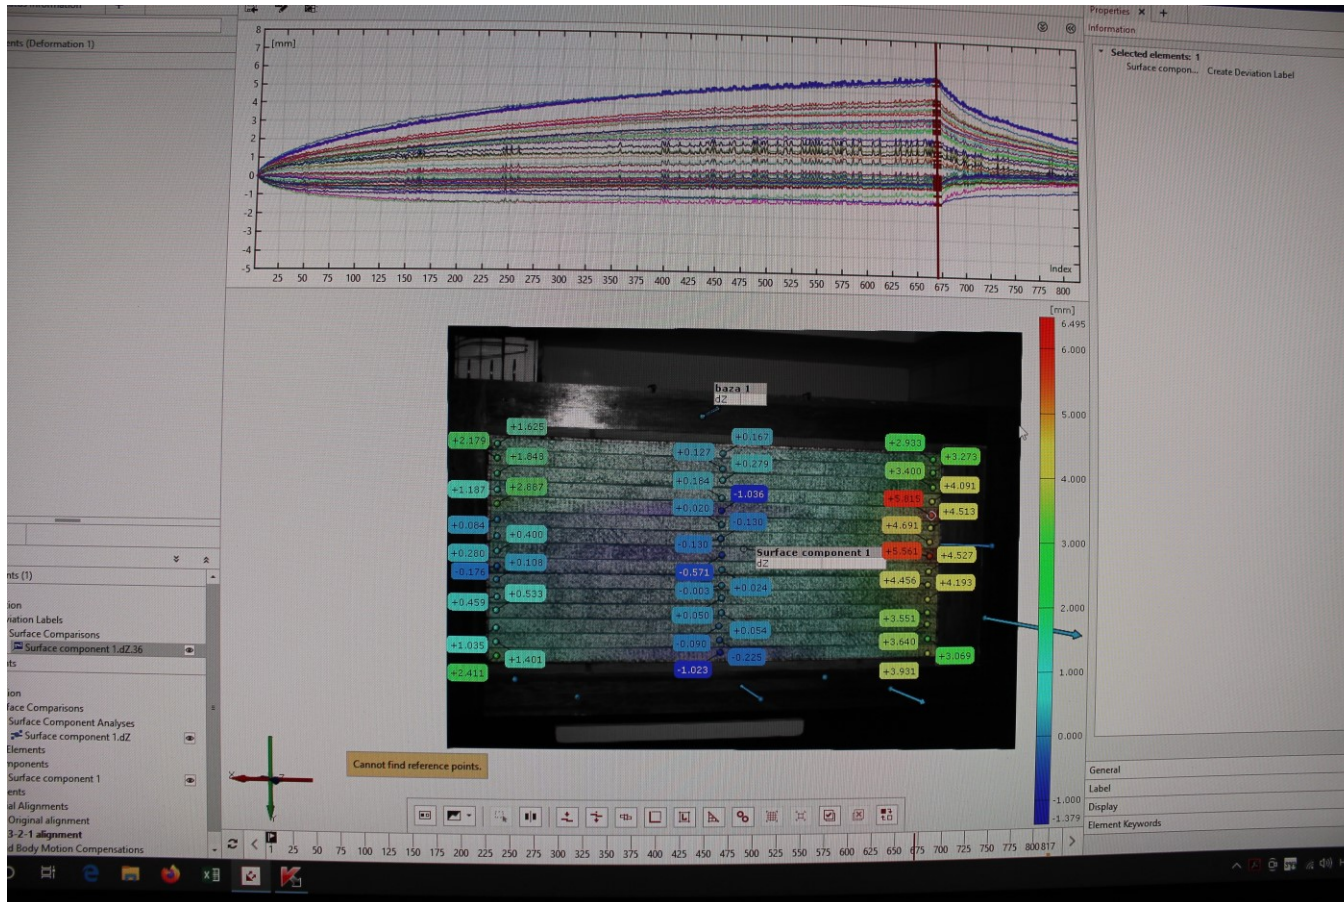 Properties
Information
Selected elements: 1
Surface compon... Create Deviation Label
ents (Deformation 1)
[mm]
8
7
6
5
4
3
2
1
0
-1
-2
-3
-4
-5
Index
25 50 75 100 125 150 175 200 225 250 275 300 325 350 375 400 425 450 475 500 525 550 575 600 625 650 675 700 725 750 775 800
[mm]
6.495
6.000
5.000
4.000
3.000
2.000
1.000
0.000
-1.000
-1.379
baza 1
dZ
+1.625
+2.179
+0.167
+2.933
+0.127
+3.273
+1.848
+0.279
+3.400
+0.184
+4.091
+1.187
+2.887
-1.036
+5.815
+0.020
+4.513
+0.084
-0.130
+4.691
+0.400
-0.130
Surface component 1
dZ
+5.561
+4.527
+0.280
+0.108
-0.176
-0.571
+4.456
+4.193
+0.533
-0.003
+0.024
+0.459
+0.050
+3.551
+0.054
+3.640
+1.035
-0.090
+1.401
-0.225
+3.069
+2.411
-1.023
+3.931
nts (1)
ion
viation Labels
Surface Comparisons
Surface component 1.dZ.36
nts
ion
face Comparisons
Surface Component Analyses
Surface component 1.dZ
Elements
mponents
Surface component 1
ents
al Alignments
Original alignment
3-2-1 alignment
d Body Motion Compensations
X
Y
Z
Cannot find reference points.
General
Label
Display
Element Keywords
1 25 50 75 100 125 150 175 200 225 250 275 300 325 350 375 400 425 450 475 500 525 550 575 600 625 650 675 700 725 750 775 800 817